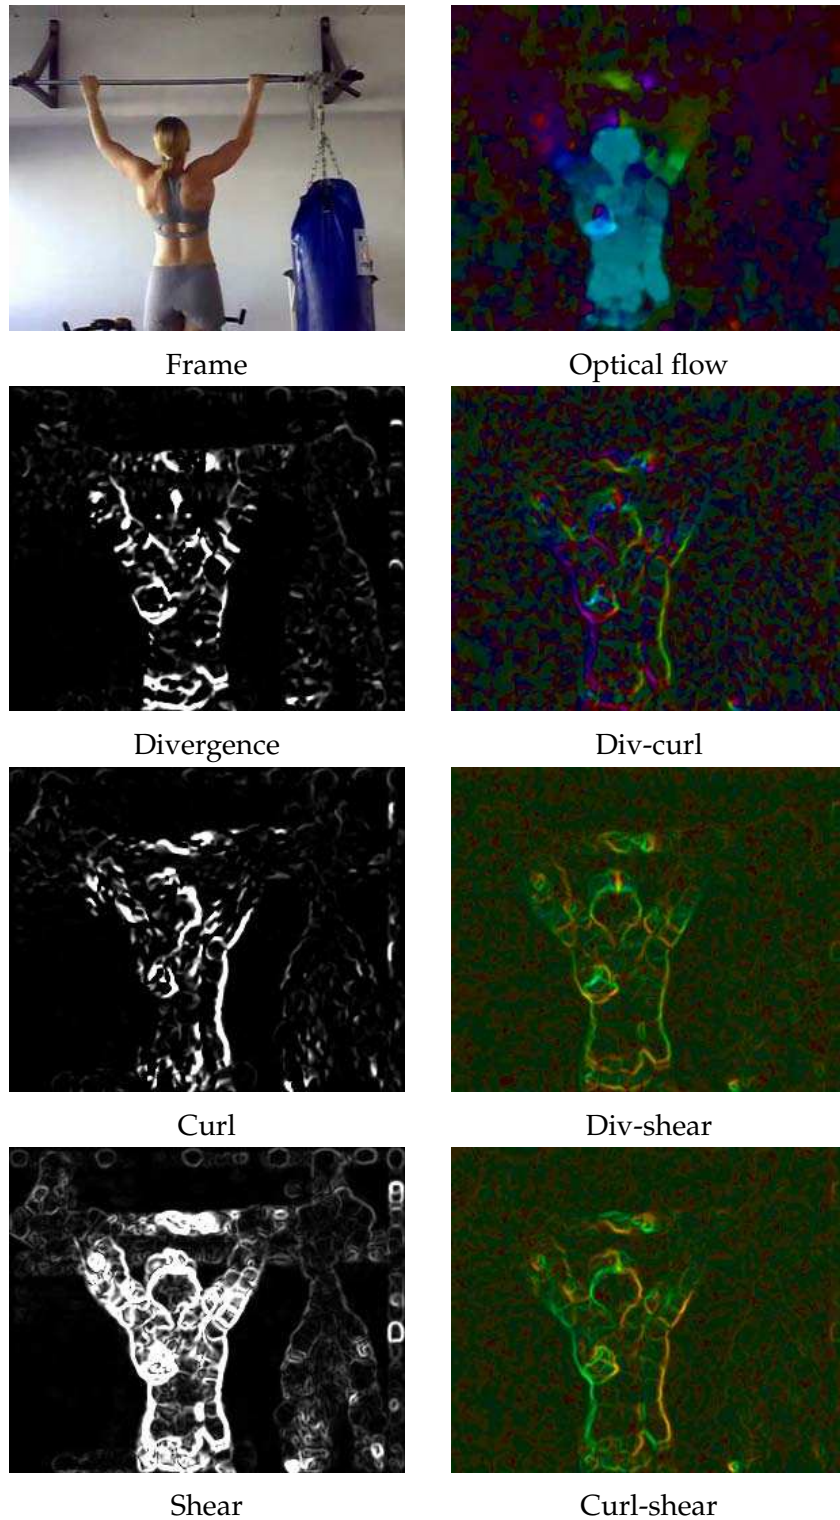 Frame
Optical flow
Divergence
Div-curl
Curl
Div-shear
Shear
Curl-shear